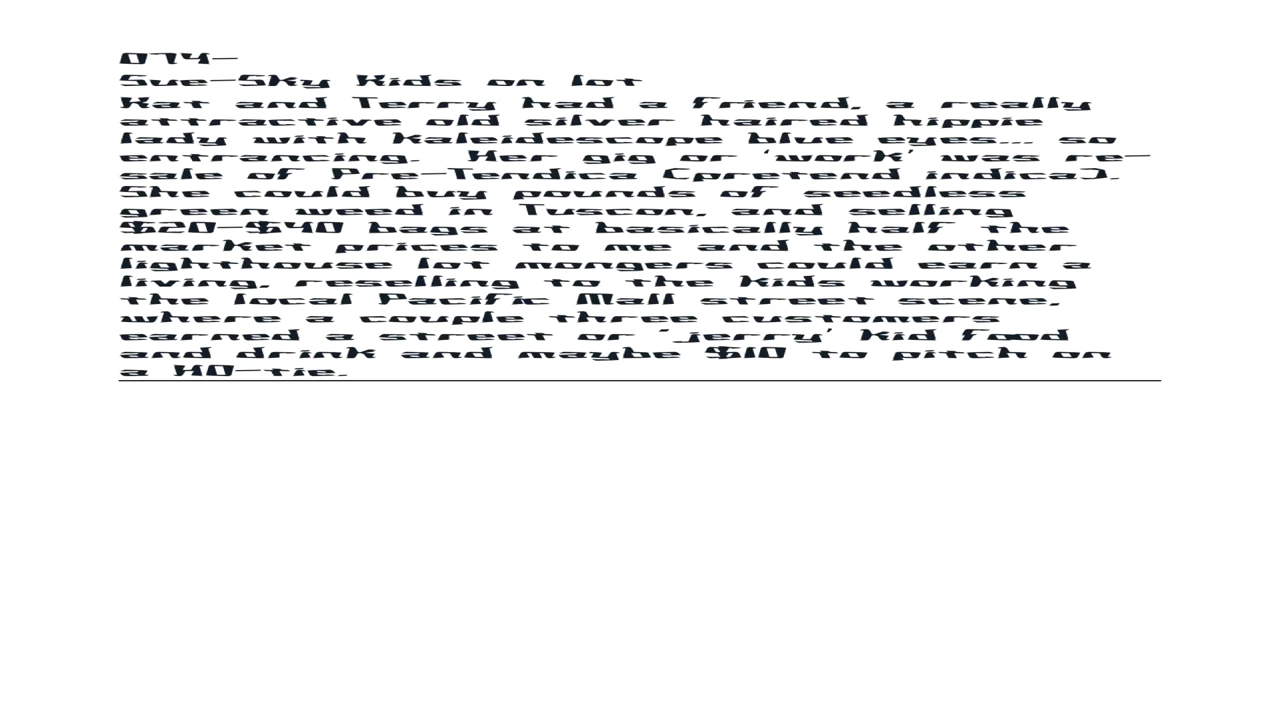 074-
Sue-Sky Kids on lot
Kat and Terry had a friend, a really
attractive old silver haired hippie
lady with kaleidescope blue eyes... so
entrancing.  Her gig or 'work' was re-
sale of Pre-Tendica (pretend indica).
She could buy pounds of seedless
green weed in Tuscon, and selling
$20-$40 bags at basically half the
market prices to me and the other
lighthouse lot mongers could earn a
living, reselling to the kids working
the local Pacific Mall street scene,
where a couple three customers
earned a street or 'jerry' kid food
and drink and maybe $10 to pitch on
a MO-tie.